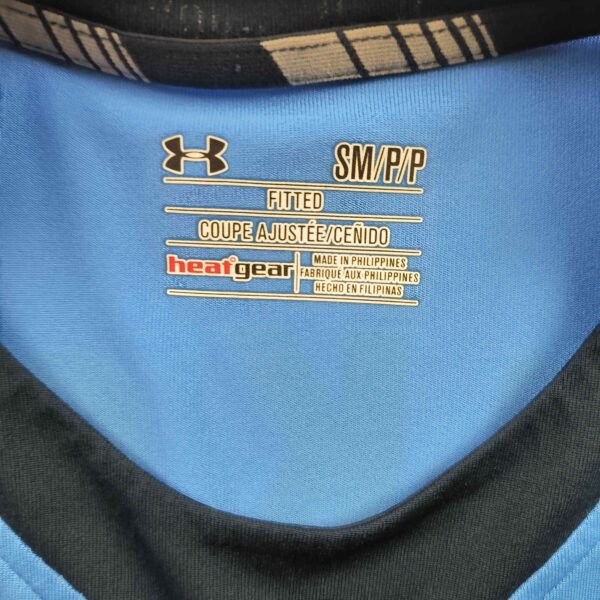 SM/P/P
FITTED
COUPE AJUSTÉE/CEÑIDO
heatgear
MADE IN PHILIPPINES
FABRIQUÉ AUX PHILIPPINES
HECHO EN FILIPINAS